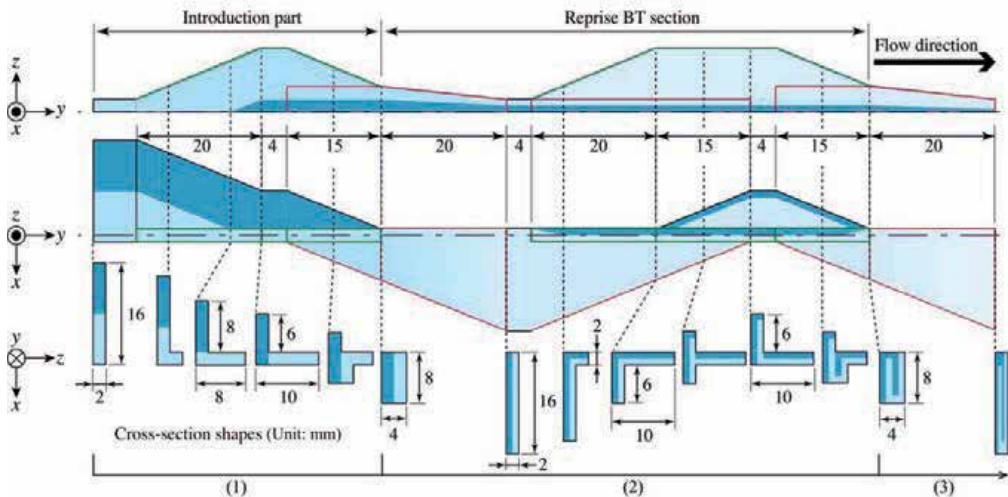 Introduction part
Reprise BT section
Flow direction
z
y
x
20
4
15
20
4
20
15
4
15
20
z
y
x
16
8
6
2
6
y
z
x
2
8
10
8
4
16
2
6
10
10
8
4
Cross-section shapes (Unit: mm)
(1)
(2)
(3)